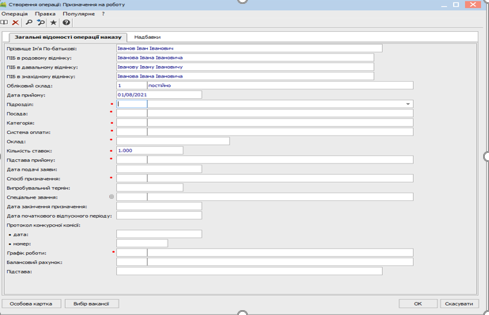 Створення операції. Призначення на роботу
Операція Правка Популярне ?
Загальні відомості операції наказу Надбавки
Прізвище Ім'я По-батькові: Іванов Іван Іванович
ПІБ в родовому відмінку: Іванова Івана Івановича
ПІБ в давальному відмінку: Іванову Івану Івановичу
ПІБ в знахідному відмінку: Іванова Івана Івановича
Обліковий склад: 1 постійно
Дата прийому: 01/08/2021
Підрозділ:
Посада:
Категорія:
Система оплати:
Оклад:
Кількість ставок: 1.000
Підстава прийому:
Дата подачі заяви:
Спосіб призначення:
Випробувальний термін:
Спеціальне звання:
Дата закінчення призначення:
Дата початкового відпускного періоду:
Протокол конкурсної комісії:
дата:
номер:
Графік роботи:
Балансовий рахунок:
Підстава:
Особова картка Вибір вакансії OK Скасувати